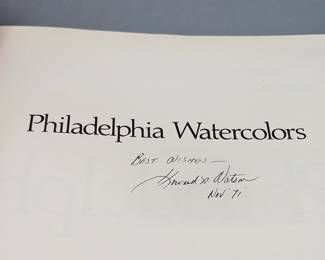 Philadelphia Watercolors
BEST WISHES —
Howard N Watson
Nov '71